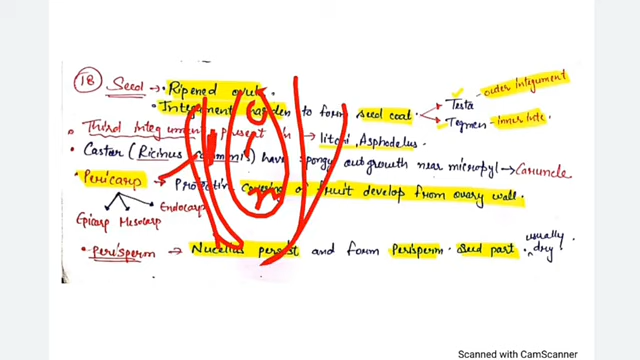 18 Seed → Ripened ovule. outer Integument
• Integument harden to form seed coat Testa
Tegmen - inner inte
• Third integument present in → litchi, Asphodelus.
• Castor (Ricinus communis) have spongy outgrowth near micropyl → Caruncle
• Pericarp → Protective covering of fruit develop from ovary wall.
Epicarp Mesocarp Endocarp
• Perisperm → Nucellus persist and form Perisperm. seed part. usually dry.
Scanned with CamScanner